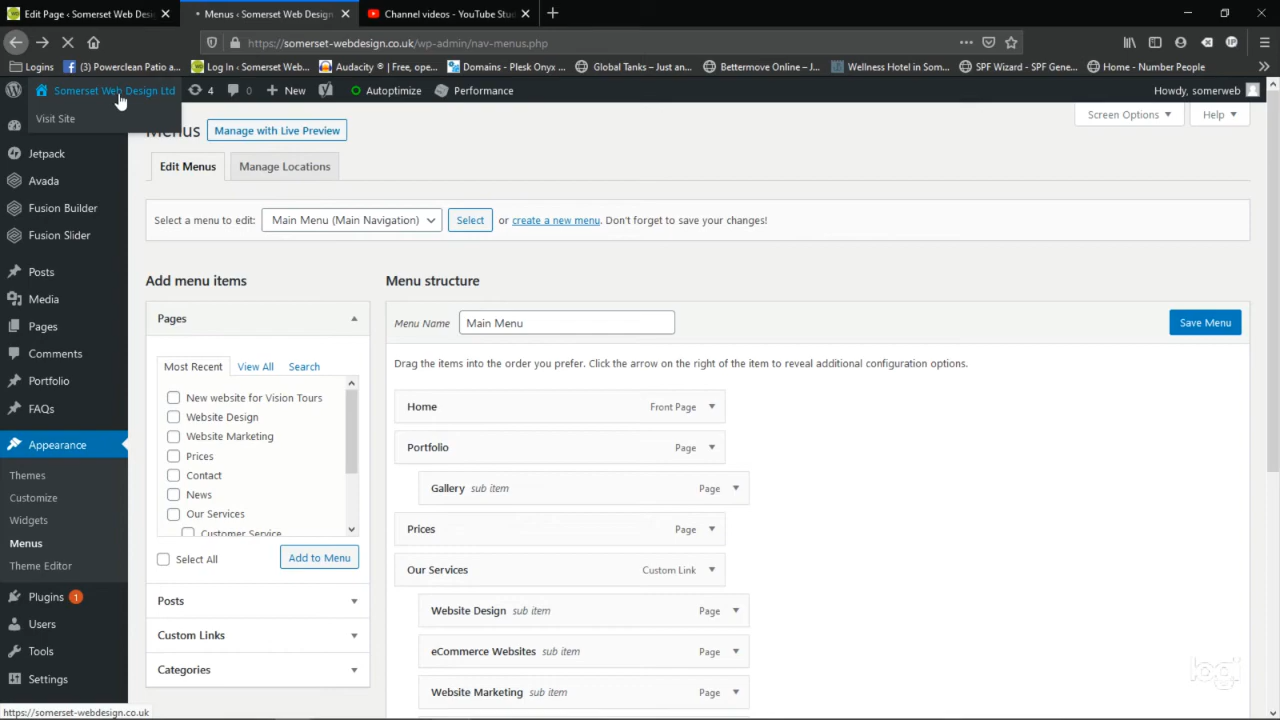 Edit Page ‹ Somerset Web Desi
Menus ‹ Somerset Web Design
Channel videos - YouTube Stud
https://somerset-webdesign.co.uk/wp-admin/nav-menus.php
Logins
(3) Powerclean Patio a...
Log In ‹ Somerset Web...
Audacity ® | Free, ope...
Domains - Plesk Onyx ...
Global Tanks – Just an...
Bettermove Online – J...
Wellness Hotel in Som...
SPF Wizard – SPF Gene...
Home - Number People
Somerset Web Design Ltd
4
0
New
Autoptimize
Performance
Howdy, somerweb
Visit Site
Menus
Manage with Live Preview
Screen Options
Help
Jetpack
Avada
Fusion Builder
Fusion Slider
Posts
Media
Pages
Comments
Portfolio
FAQs
Appearance
Themes
Customize
Widgets
Menus
Theme Editor
Plugins 1
Users
Tools
Settings
Edit Menus
Manage Locations
Select a menu to edit: Main Menu (Main Navigation) Select or create a new menu. Don't forget to save your changes!
Add menu items
Pages
Most Recent View All Search
New website for Vision Tours
Website Design
Website Marketing
Prices
Contact
News
Our Services
Customer Service
Select All
Add to Menu
Posts
Custom Links
Categories
Menu structure
Menu Name Main Menu
Save Menu
Drag the items into the order you prefer. Click the arrow on the right of the item to reveal additional configuration options.
Home Front Page
Portfolio Page
Gallery sub item Page
Prices Page
Our Services Custom Link
Website Design sub item Page
eCommerce Websites sub item Page
Website Marketing sub item Page
logi
https://somerset-webdesign.co.uk